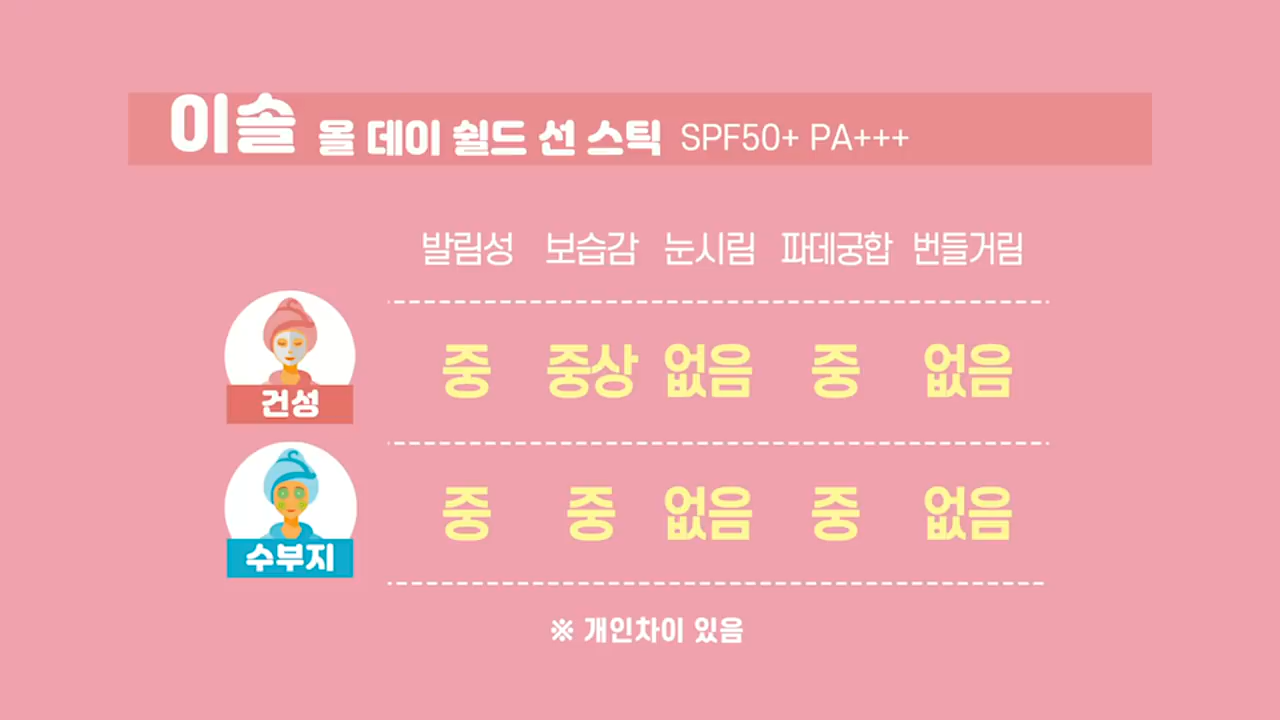 이솔 올 데이 쉴드 선 스틱 SPF50+ PA+++
발림성 보습감 눈시림 파데궁합 번들거림
건성 중 중상 없음 중 없음
수부지 중 중 없음 중 없음
※ 개인차이 있음